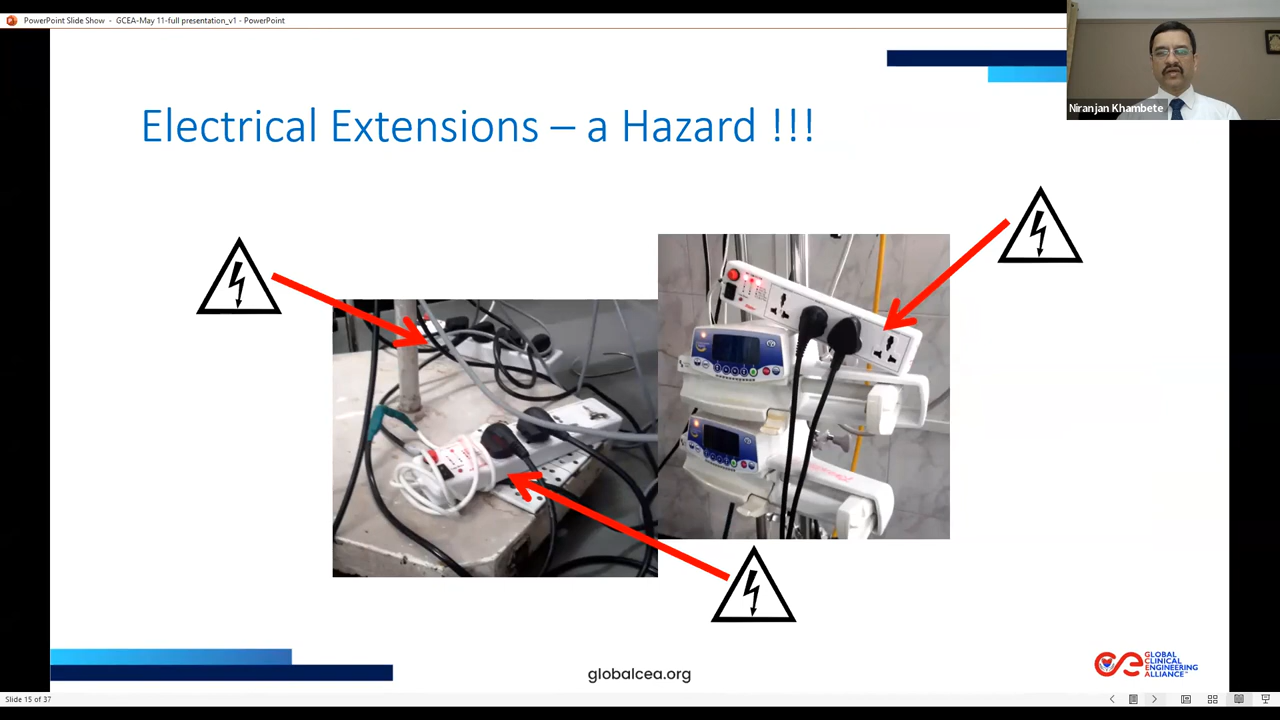 PowerPoint Slide Show - GCEA-May 11-full presentation_v1 - PowerPoint
Niranjan Khambete
Electrical Extensions – a Hazard !!!
globalcea.org
GLOBAL
CLINICAL
ENGINEERING
ALLIANCE
Slide 15 of 37